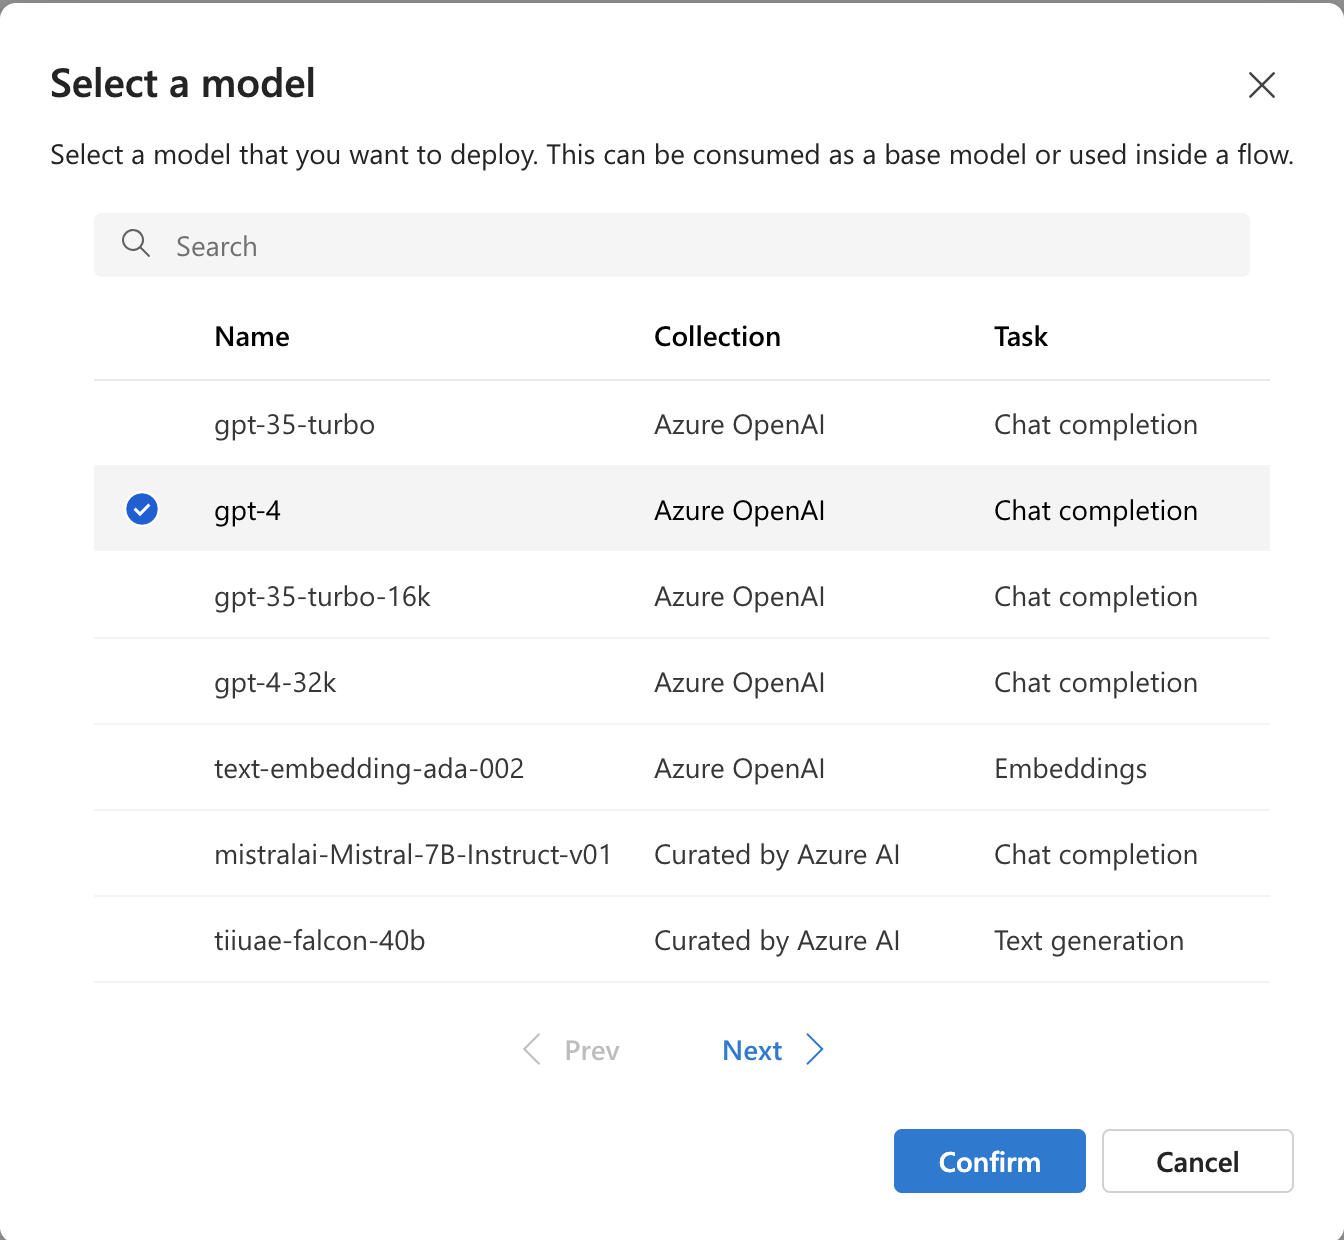 Select a model
Select a model that you want to deploy. This can be consumed as a base model or used inside a flow.
Search
Name Collection Task
gpt-35-turbo Azure OpenAI Chat completion
gpt-4 Azure OpenAI Chat completion
gpt-35-turbo-16k Azure OpenAI Chat completion
gpt-4-32k Azure OpenAI Chat completion
text-embedding-ada-002 Azure OpenAI Embeddings
mistralai-Mistral-7B-Instruct-v01 Curated by Azure AI Chat completion
tiiuae-falcon-40b Curated by Azure AI Text generation
Prev Next
Confirm Cancel